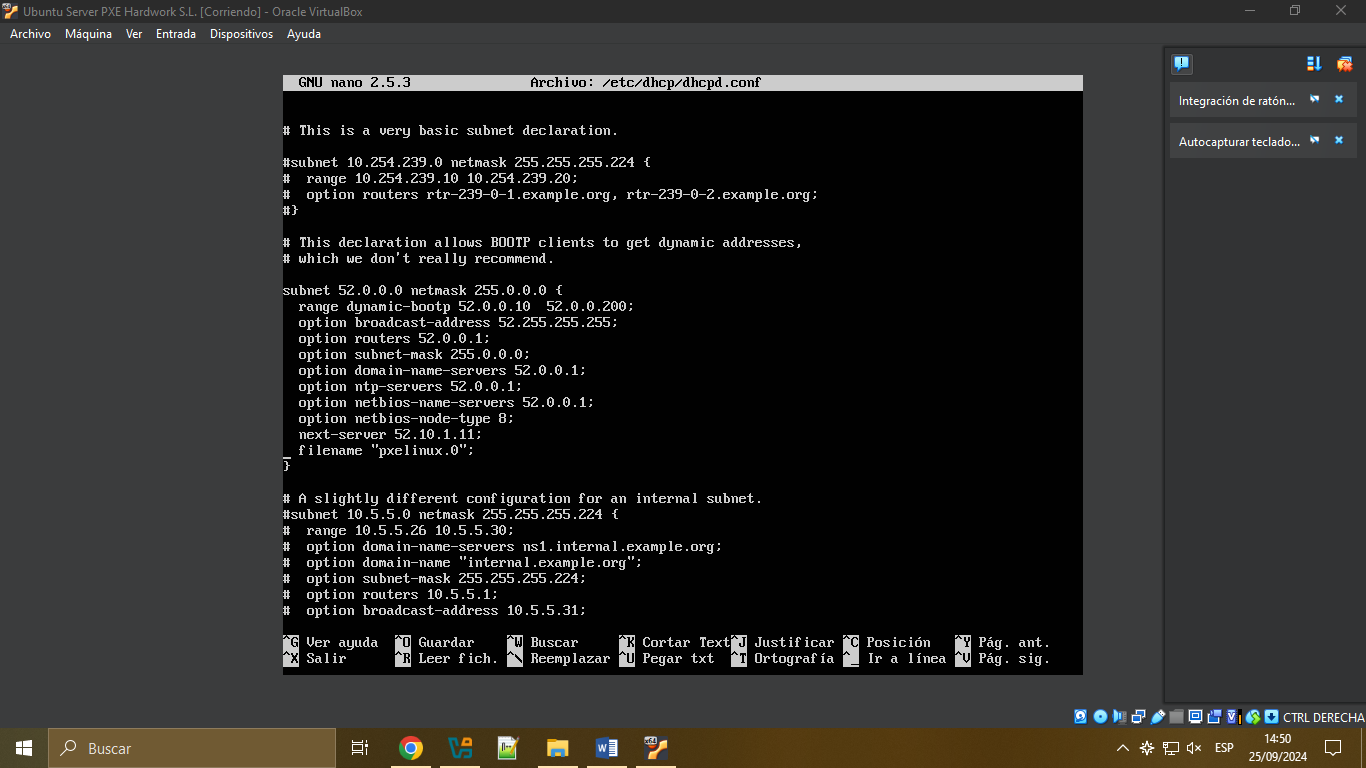 Ubuntu Server PXE Hardwork S.L. [Corriendo] - Oracle VirtualBox
Archivo Máquina Ver Entrada Dispositivos Ayuda
GNU nano 2.5.3 Archivo: /etc/dhcp/dhcpd.conf
Integración de ratón...
Autocapturar teclado...
# This is a very basic subnet declaration.
#subnet 10.254.239.0 netmask 255.255.255.224 {
#  range 10.254.239.10 10.254.239.20;
#  option routers rtr-239-0-1.example.org, rtr-239-0-2.example.org;
#}
# This declaration allows BOOTP clients to get dynamic addresses,
# which we don't really recommend.
subnet 52.0.0.0 netmask 255.0.0.0 {
  range dynamic-bootp 52.0.0.10  52.0.0.200;
  option broadcast-address 52.255.255.255;
  option routers 52.0.0.1;
  option subnet-mask 255.0.0.0;
  option domain-name-servers 52.0.0.1;
  option ntp-servers 52.0.0.1;
  option netbios-name-servers 52.0.0.1;
  option netbios-node-type 8;
  next-server 52.10.1.11;
_ filename "pxelinux.0";
}
# A slightly different configuration for an internal subnet.
#subnet 10.5.5.0 netmask 255.255.255.224 {
#  range 10.5.5.26 10.5.5.30;
#  option domain-name-servers ns1.internal.example.org;
#  option domain-name "internal.example.org";
#  option subnet-mask 255.255.255.224;
#  option routers 10.5.5.1;
#  option broadcast-address 10.5.5.31;
^G Ver ayuda ^O Guardar ^W Buscar ^K Cortar Text ^J Justificar ^C Posición ^Y Pág. ant.
^X Salir ^R Leer fich. ^\ Reemplazar ^U Pegar txt ^T Ortografía ^_ Ir a línea ^V Pág. sig.
CTRL DERECHA
Buscar
ESP
14:50
25/09/2024